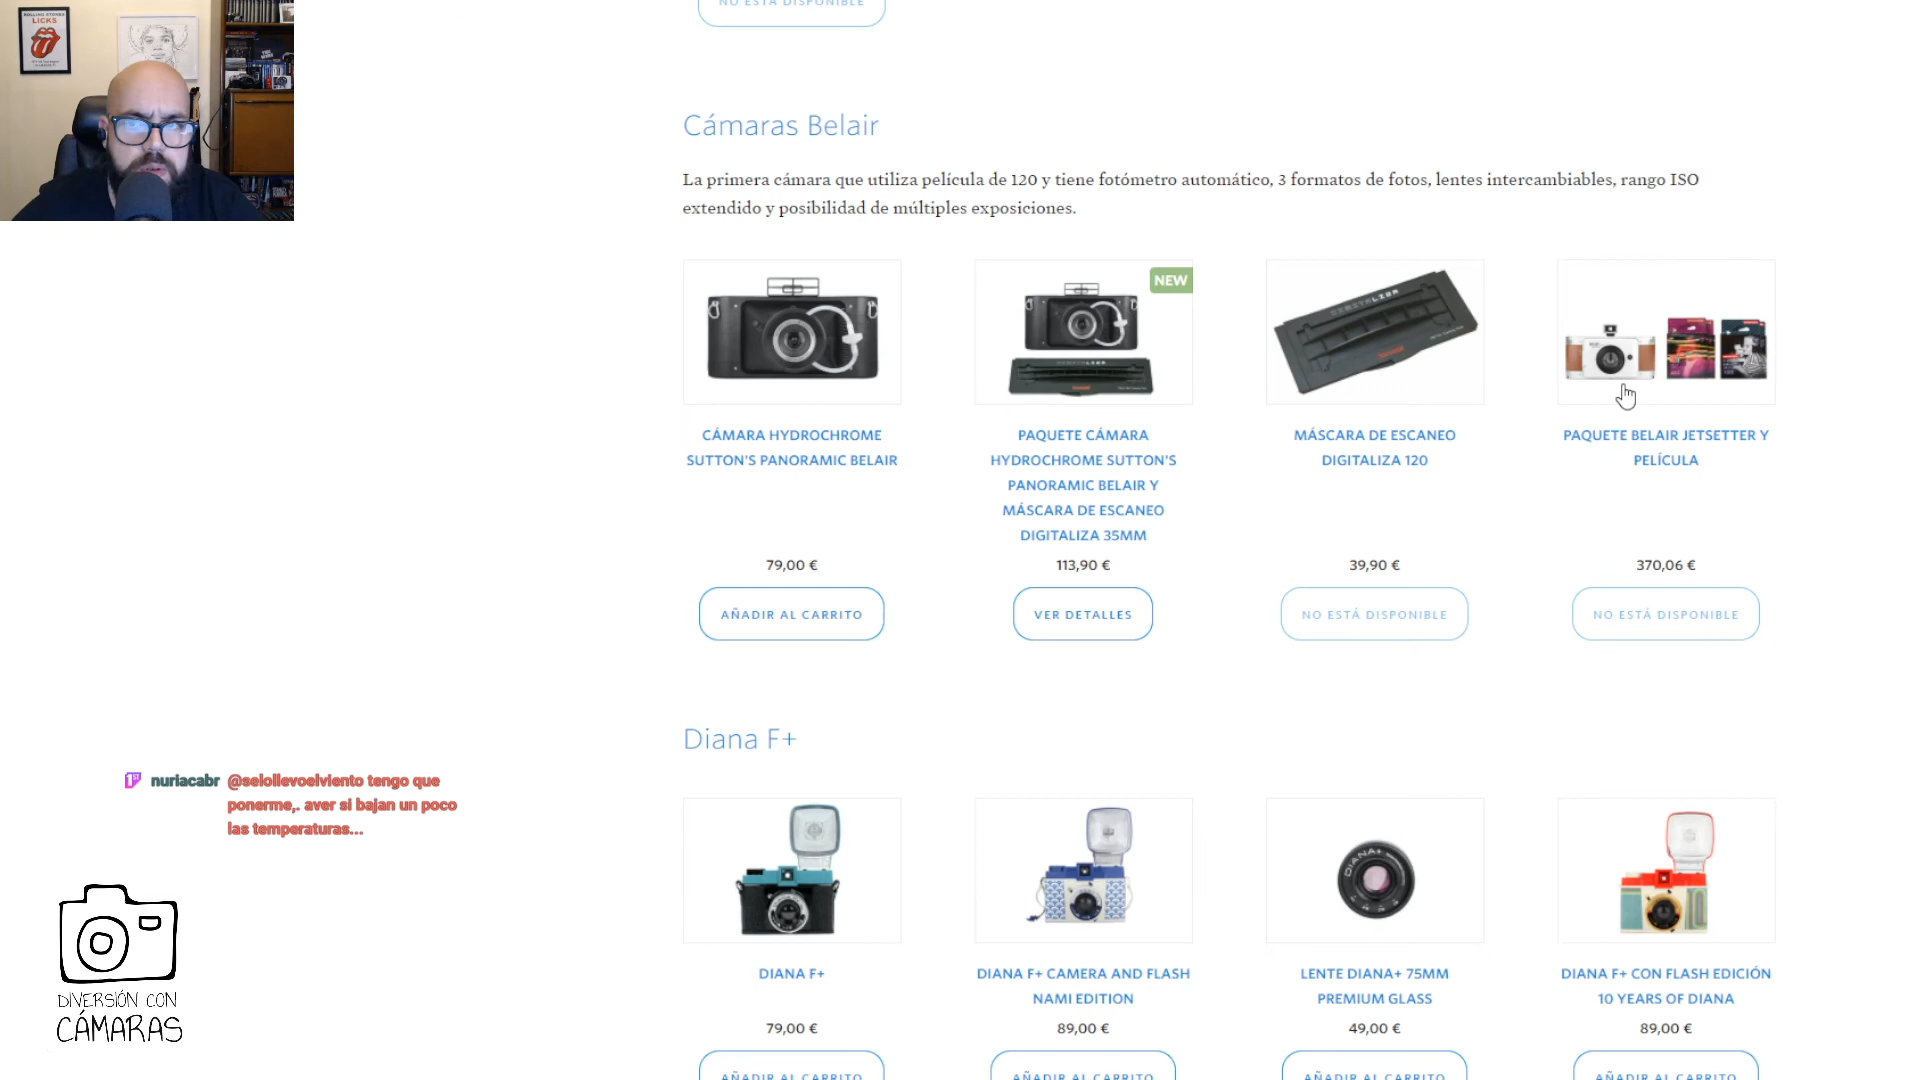 NO ESTÁ DISPONIBLE
ROLLING STONES
LICKS
Cámaras Belair
La primera cámara que utiliza película de 120 y tiene fotómetro automático, 3 formatos de fotos, lentes intercambiables, rango ISO
extendido y posibilidad de múltiples exposiciones.
NEW
CÁMARA HYDROCHROME
SUTTON'S PANORAMIC BELAIR
79,00 €
AÑADIR AL CARRITO
PAQUETE CÁMARA
HYDROCHROME SUTTON'S
PANORAMIC BELAIR Y
MÁSCARA DE ESCANEO
DIGITALIZA 35MM
113,90 €
VER DETALLES
MÁSCARA DE ESCANEO
DIGITALIZA 120
39,90 €
NO ESTÁ DISPONIBLE
PAQUETE BELAIR JETSETTER Y
PELÍCULA
370,06 €
NO ESTÁ DISPONIBLE
Diana F+
DIANA F+
79,00 €
AÑADIR AL CARRITO
DIANA F+ CAMERA AND FLASH
NAMI EDITION
89,00 €
AÑADIR AL CARRITO
DIANA+
LENTE DIANA+ 75MM
PREMIUM GLASS
49,00 €
AÑADIR AL CARRITO
DIANA F+ CON FLASH EDICIÓN
10 YEARS OF DIANA
89,00 €
AÑADIR AL CARRITO
nuriacabr @selollevoelviento tengo que
ponerme,. aver si bajan un poco
las temperaturas...
DIVERSIÓN CON
CÁMARAS